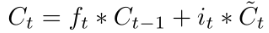 $C_t = f_t * C_{t-1} + i_t * \tilde{C}_t$